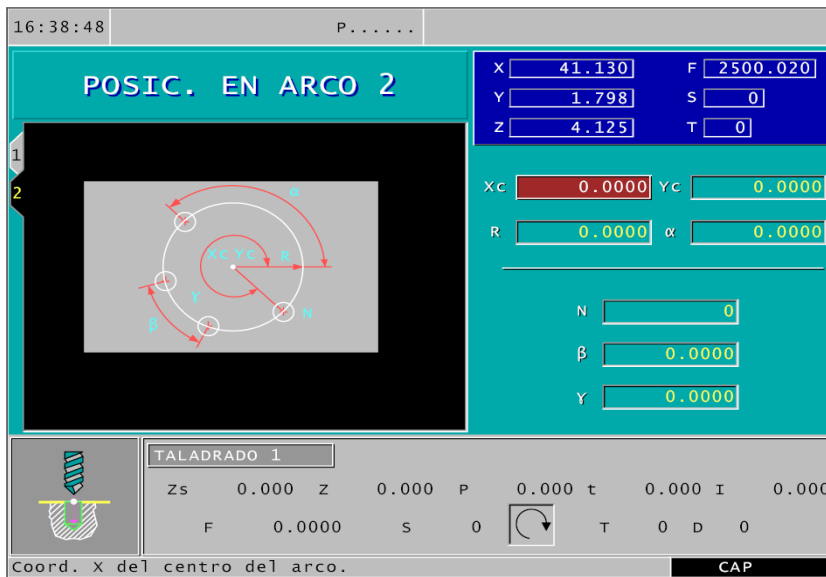 16:38:48 P......
POSIC. EN ARCO 2
X 41.130 F 2500.020
Y 1.798 S 0
Z 4.125 T 0
1
2
α
Xc Yc R
γ
N
β
Xc 0.0000 Yc 0.0000
R 0.0000 α 0.0000
N 0
β 0.0000
γ 0.0000
TALADRADO 1
Zs 0.000 Z 0.000 P 0.000 t 0.000 I 0.000
F 0.0000 S 0 T 0 D 0
Coord. X del centro del arco. CAP